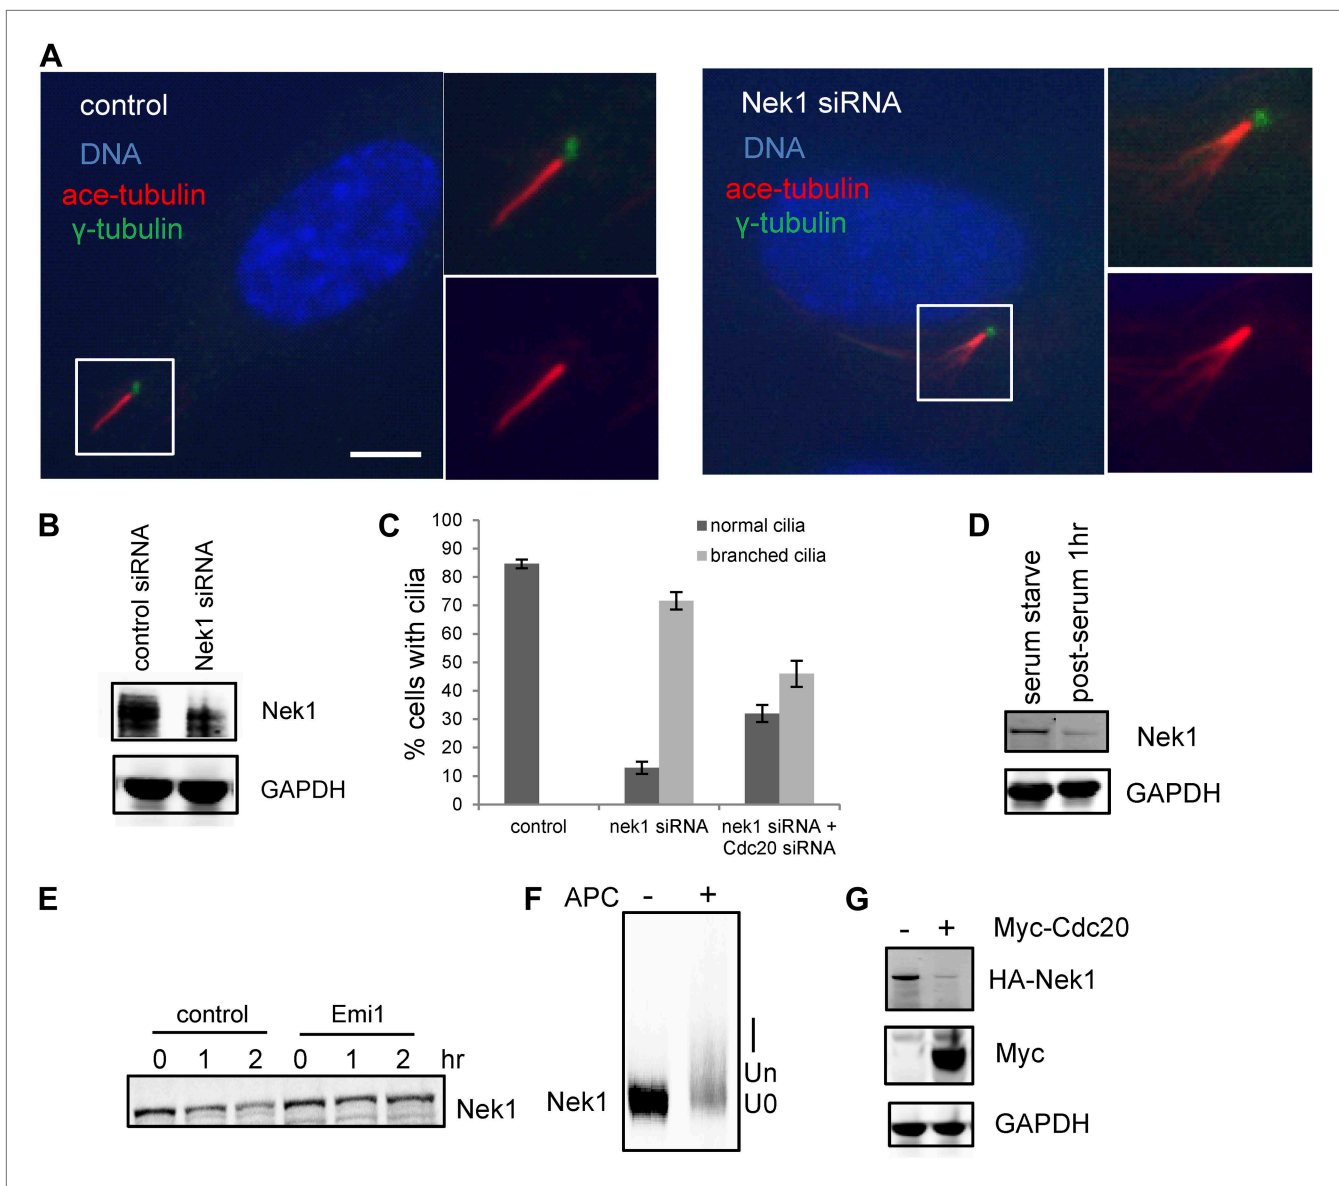 A
control
DNA
ace-tubulin
γ-tubulin
Nek1 siRNA
DNA
ace-tubulin
γ-tubulin
B
control siRNA
Nek1 siRNA
Nek1
GAPDH
C
% cells with cilia
100
90
80
70
60
50
40
30
20
10
0
normal cilia
branched cilia
control
nek1 siRNA
nek1 siRNA +
Cdc20 siRNA
D
serum starve
post-serum 1hr
Nek1
GAPDH
E
control Emi1
0 1 2 0 1 2 hr
Nek1
F
APC - +
Un
Nek1 U0
G
- + Myc-Cdc20
HA-Nek1
Myc
GAPDH